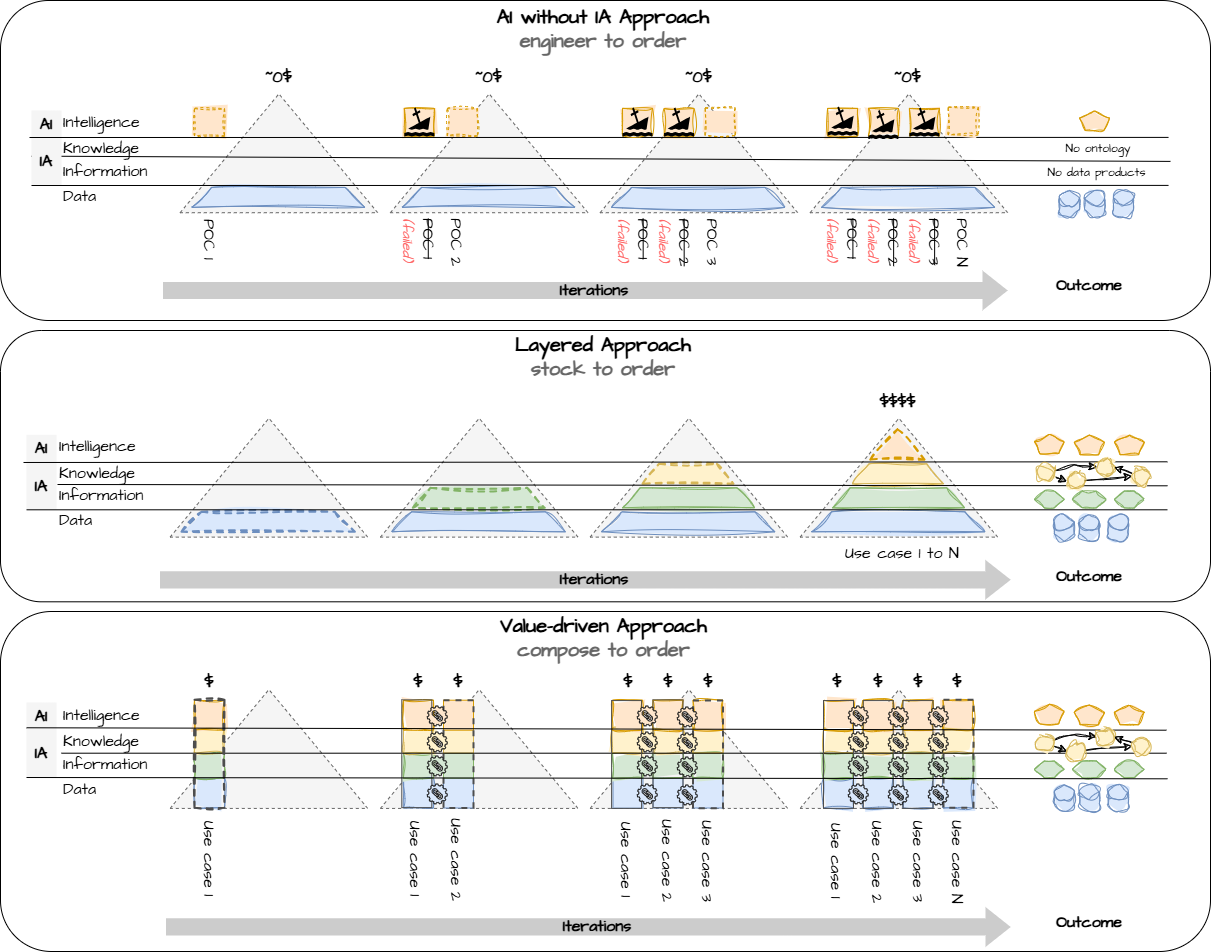 AI without IA Approach
engineer to order
~0$ ~0$ ~0$ ~0$
AI Intelligence
Knowledge
IA
Information
Data
No ontology
No data products
POC 1
(failed) POC 1 POC 2
(failed) POC 1 (failed) POC 2 POC 3
(failed) POC 1 (failed) POC 2 (failed) POC 3 POC N
Iterations
Outcome
Layered Approach
stock to order
$$$$
AI Intelligence
Knowledge
IA
Information
Data
Use case 1 to N
Iterations
Outcome
Value-driven Approach
compose to order
$ $ $ $ $ $ $ $ $ $
AI Intelligence
Knowledge
IA
Information
Data
Use case 1
Use case 1 Use case 2
Use case 1 Use case 2 Use case 3
Use case 1 Use case 2 Use case 3 Use case N
Iterations
Outcome